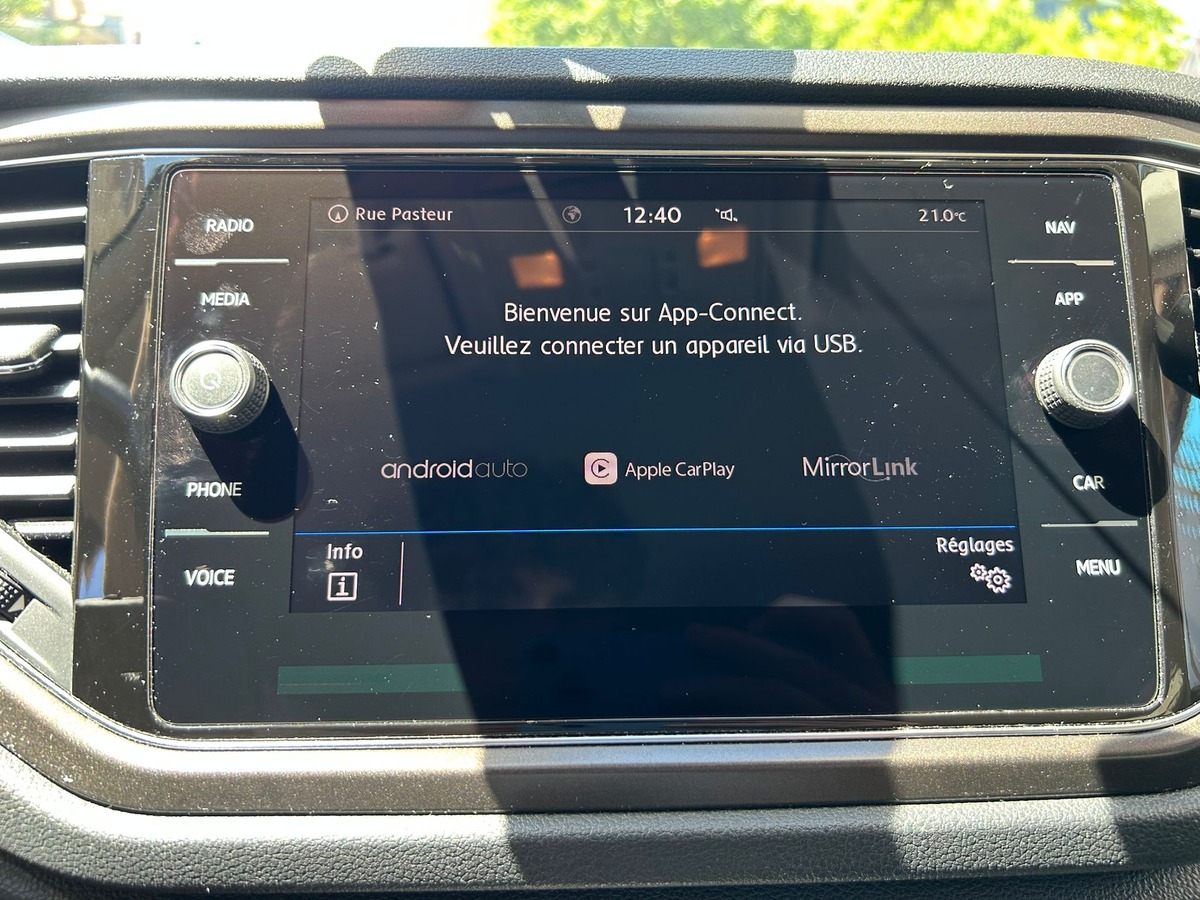 RADIO
MEDIA
PHONE
VOICE
Rue Pasteur
12:40
21.0°C
Bienvenue sur App-Connect.
Veuillez connecter un appareil via USB.
androidauto
Apple CarPlay
MirrorLink
Info
Réglages
NAV
APP
CAR
MENU